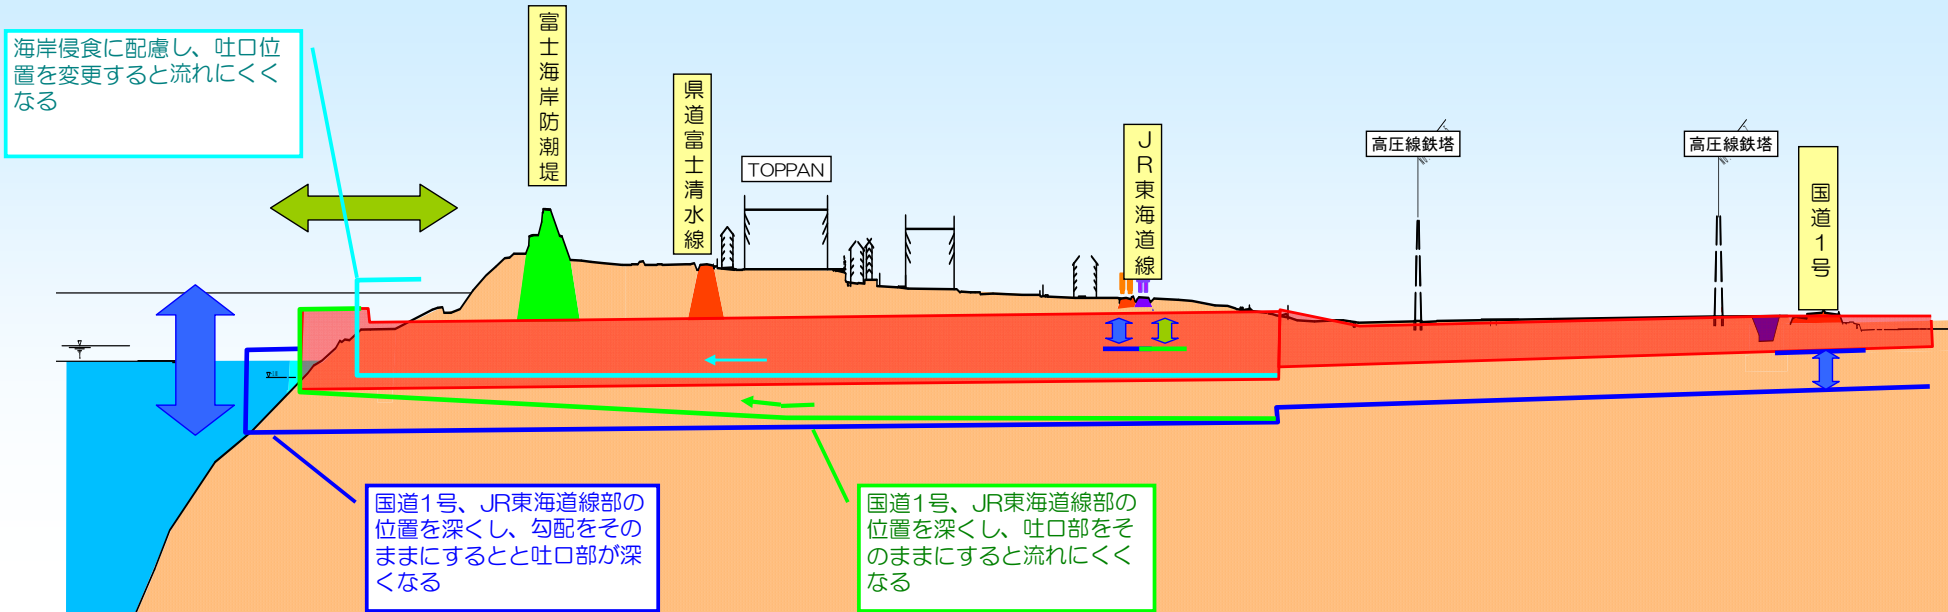 海岸侵食に配慮し、吐口位
置を変更すると流れにくく
なる
富士海岸防潮堤
県道富士清水線
TOPPAN
JR東海道線
高圧線鉄塔
高圧線鉄塔
国道1号
国道1号、JR東海道線部の
位置を深くし、勾配をその
ままにするとと吐口部が深
くなる
国道1号、JR東海道線部の
位置を深くし、吐口部をそ
のままにすると流れにくく
なる